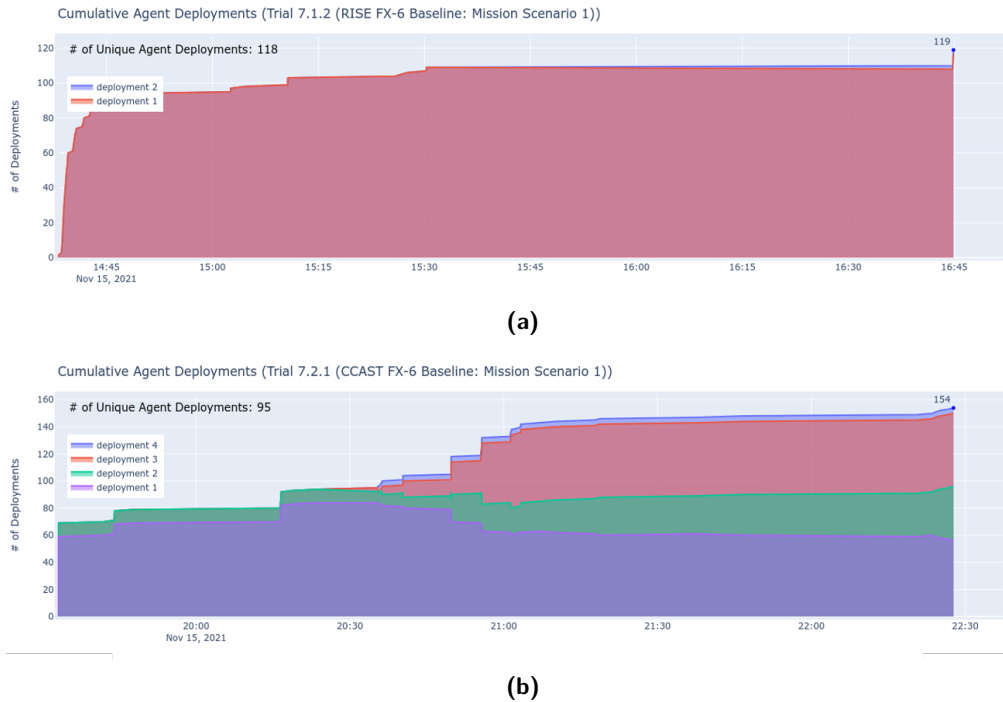 Cumulative Agent Deployments (Trial 7.1.2 (RISE FX-6 Baseline: Mission Scenario 1))
# of Unique Agent Deployments: 118
119
deployment 2
deployment 1
# of Deployments
120
100
80
60
40
20
0
14:45
15:00
15:15
15:30
15:45
16:00
16:15
16:30
16:45
Nov 15, 2021
(a)
Cumulative Agent Deployments (Trial 7.2.1 (CCAST FX-6 Baseline: Mission Scenario 1))
# of Unique Agent Deployments: 95
154
deployment 4
deployment 3
deployment 2
deployment 1
# of Deployments
160
140
120
100
80
60
40
20
0
20:00
20:30
21:00
21:30
22:00
22:30
Nov 15, 2021
(b)